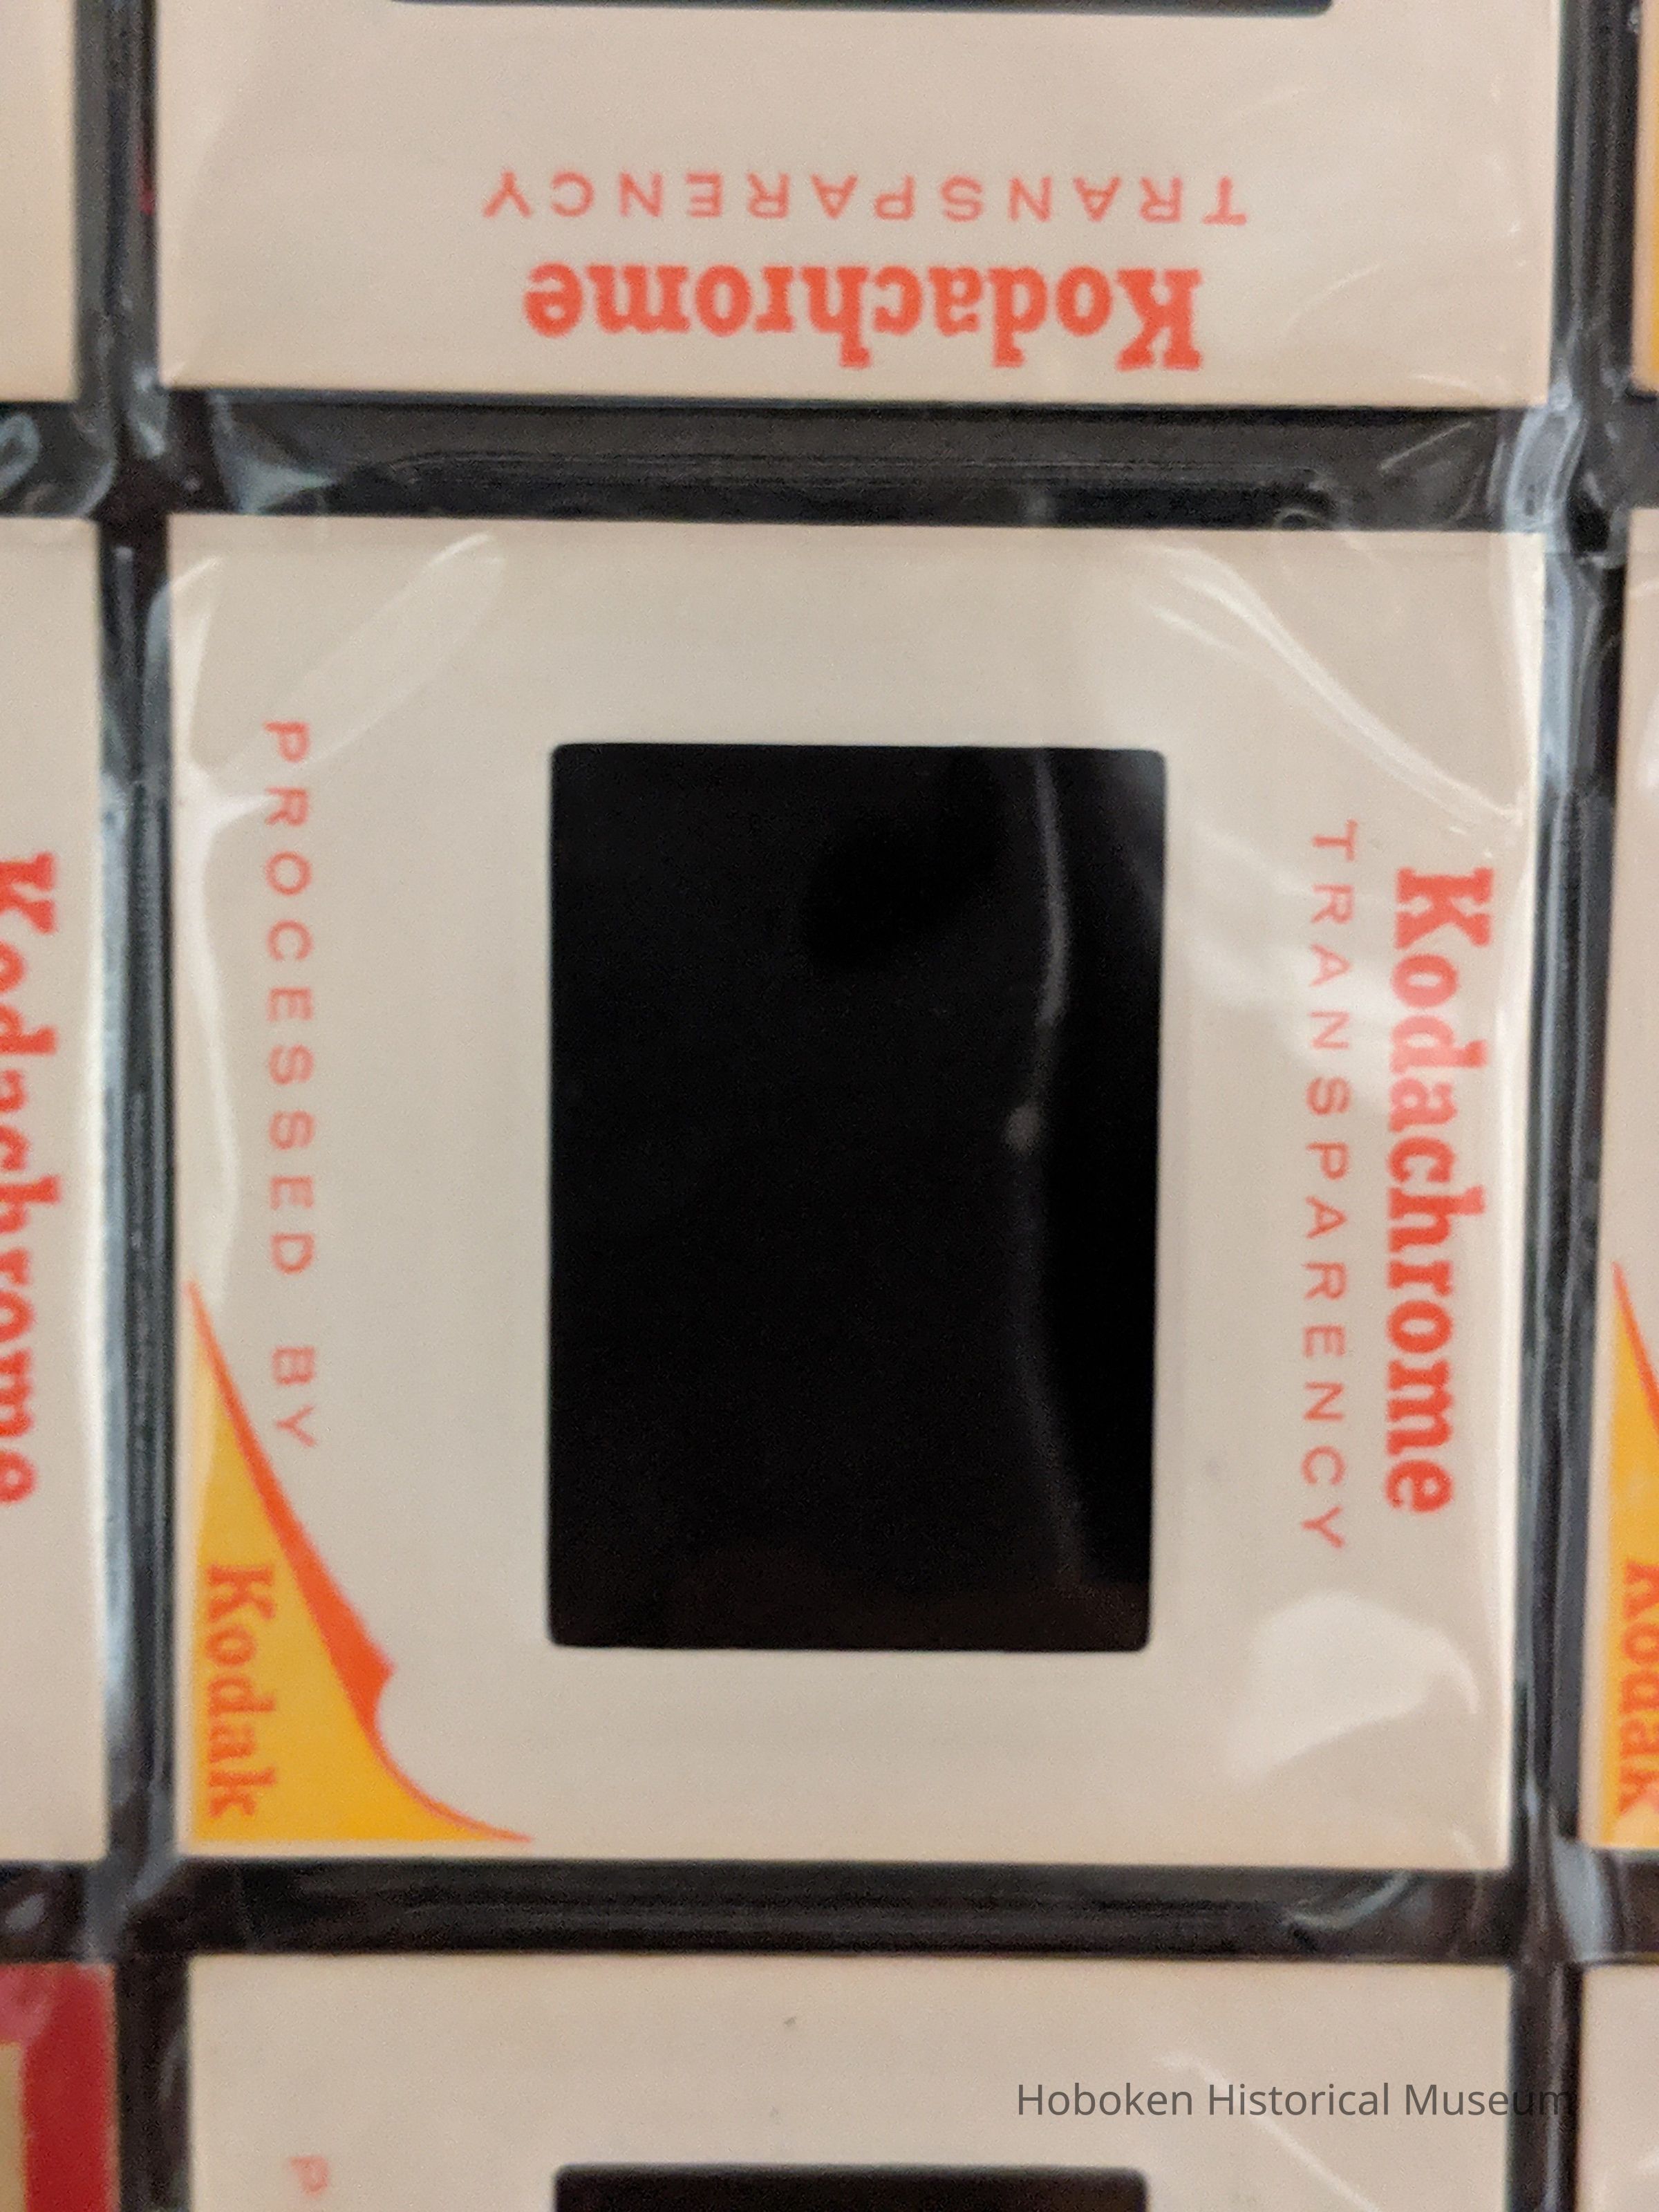 TRANSPARENCY
Kodachrome
Kodachrome
Kodachrome
TRANSPARENCY
PROCESSED BY
Kodak
Kodak
P
Hoboken Historical Museum